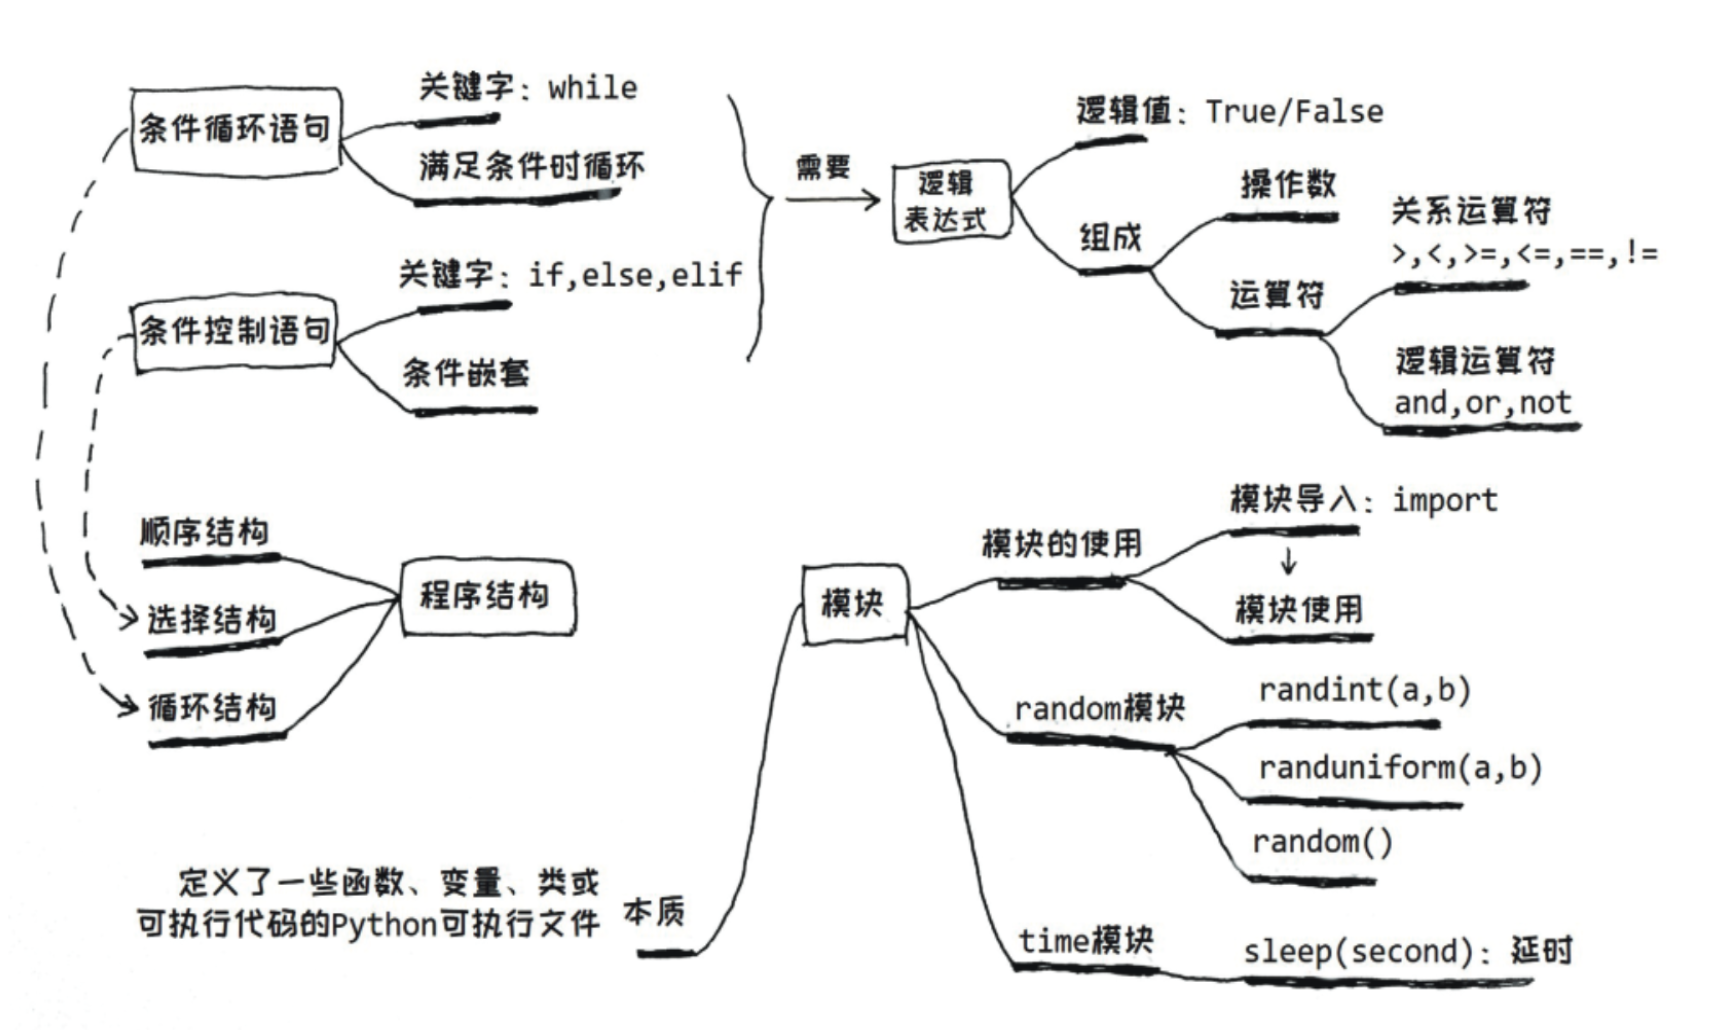 条件循环语句
关键字：while
满足条件时循环
条件控制语句
关键字：if,else,elif
条件嵌套
需要
逻辑
表达式
逻辑值：True/False
组成
操作数
运算符
关系运算符
>,<,>=,<=,==,!=
逻辑运算符
and,or,not
程序结构
顺序结构
选择结构
循环结构
模块
模块的使用
模块导入：import
模块使用
random模块
randint(a,b)
randuniform(a,b)
random()
time模块
sleep(second)：延时
本质
定义了一些函数、变量、类或
可执行代码的Python可执行文件